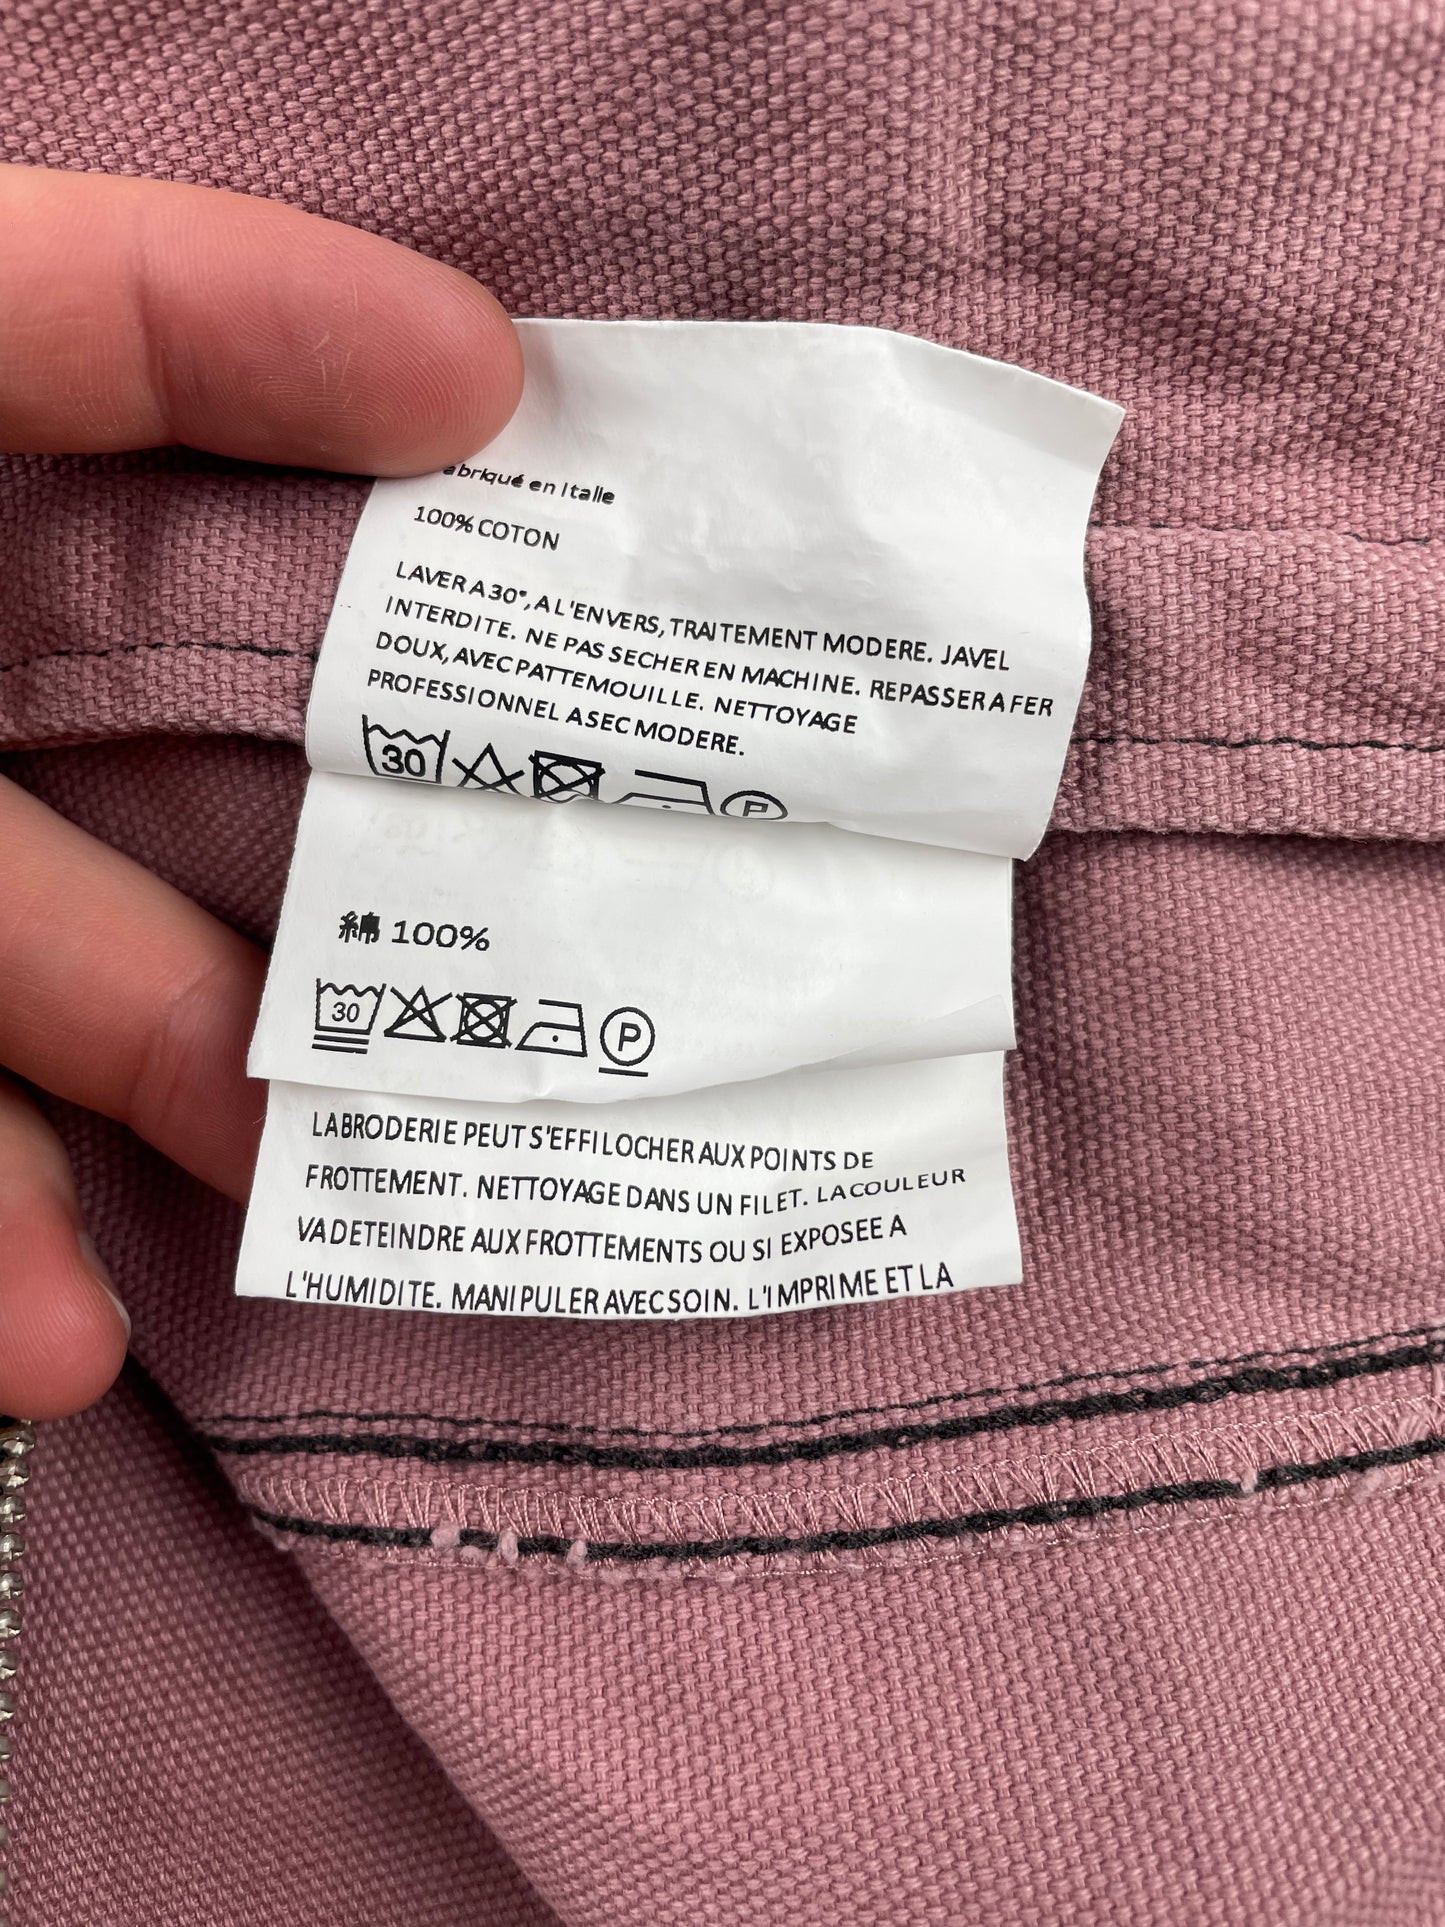 abriqué en Italie
100% COTON
LAVER A 30°, A L'ENVERS, TRAITEMENT MODERE. JAVEL
INTERDITE. NE PAS SECHER EN MACHINE. REPASSER A FER
DOUX, AVEC PATTEMOUILLE. NETTOYAGE
PROFESSIONNEL A SEC MODERE.
30 P
綿 100%
30 P
LA BRODERIE PEUT S'EFFILOCHER AUX POINTS DE
FROTTEMENT. NETTOYAGE DANS UN FILET. LA COULEUR
VA DETEINDRE AUX FROTTEMENTS OU SI EXPOSEE A
L'HUMIDITE. MANIPULER AVEC SOIN. L'IMPRIME ET LA